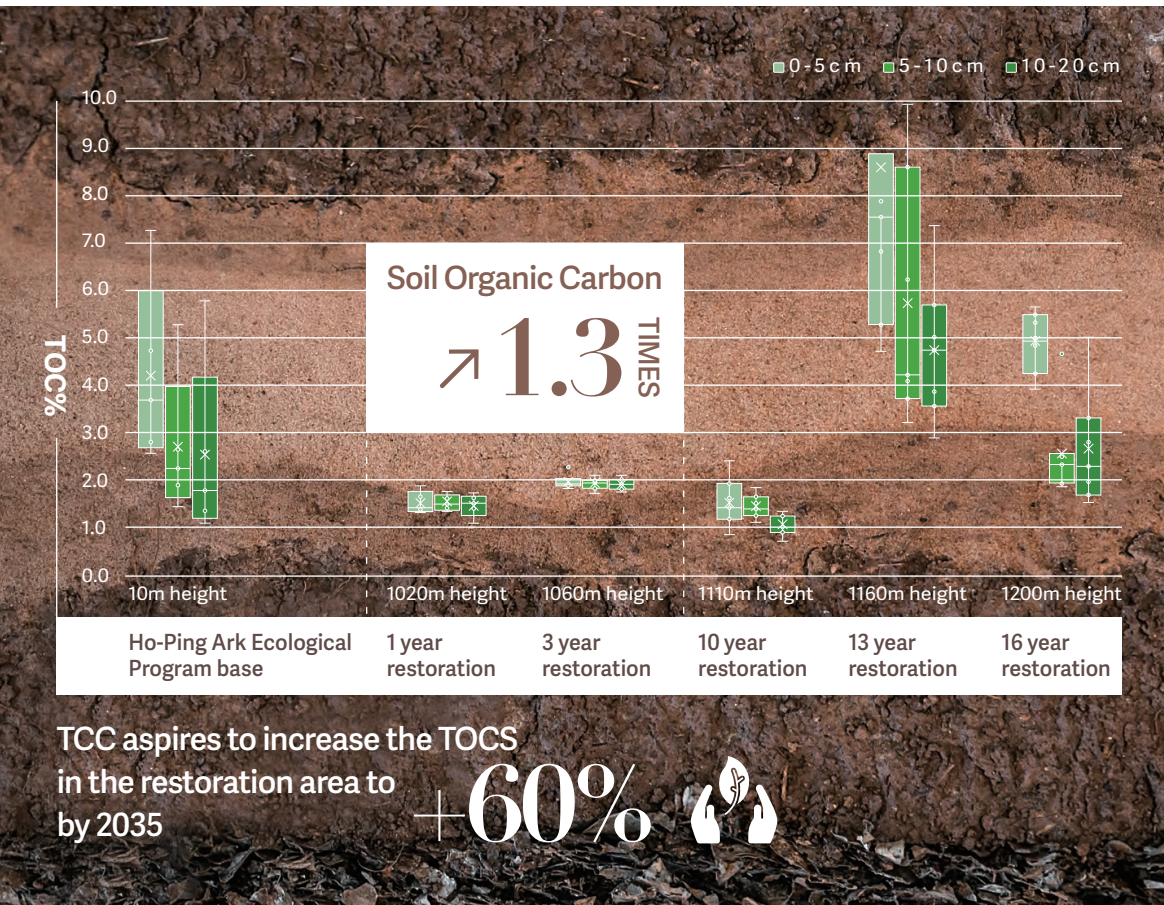 0-5cm 5-10cm 10-20cm
10.0
9.0
8.0
7.0
6.0
5.0
4.0
3.0
2.0
1.0
0.0
TOC%
Soil Organic Carbon
1.3 TIMES
10m height 1020m height 1060m height 1110m height 1160m height 1200m height
Ho-Ping Ark Ecological
Program base
1 year
restoration
3 year
restoration
10 year
restoration
13 year
restoration
16 year
restoration
TCC aspires to increase the TOCS
in the restoration area to
by 2035
+60%